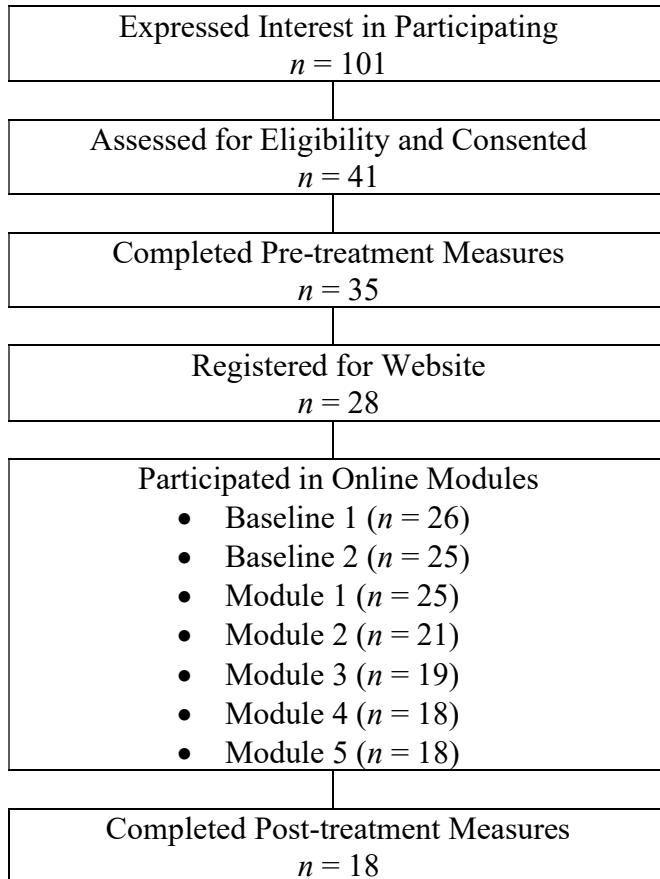 Expressed Interest in Participating
n = 101
Assessed for Eligibility and Consented
n = 41
Completed Pre-treatment Measures
n = 35
Registered for Website
n = 28
Participated in Online Modules
• Baseline 1 (n = 26)
• Baseline 2 (n = 25)
• Module 1 (n = 25)
• Module 2 (n = 21)
• Module 3 (n = 19)
• Module 4 (n = 18)
• Module 5 (n = 18)
Completed Post-treatment Measures
n = 18